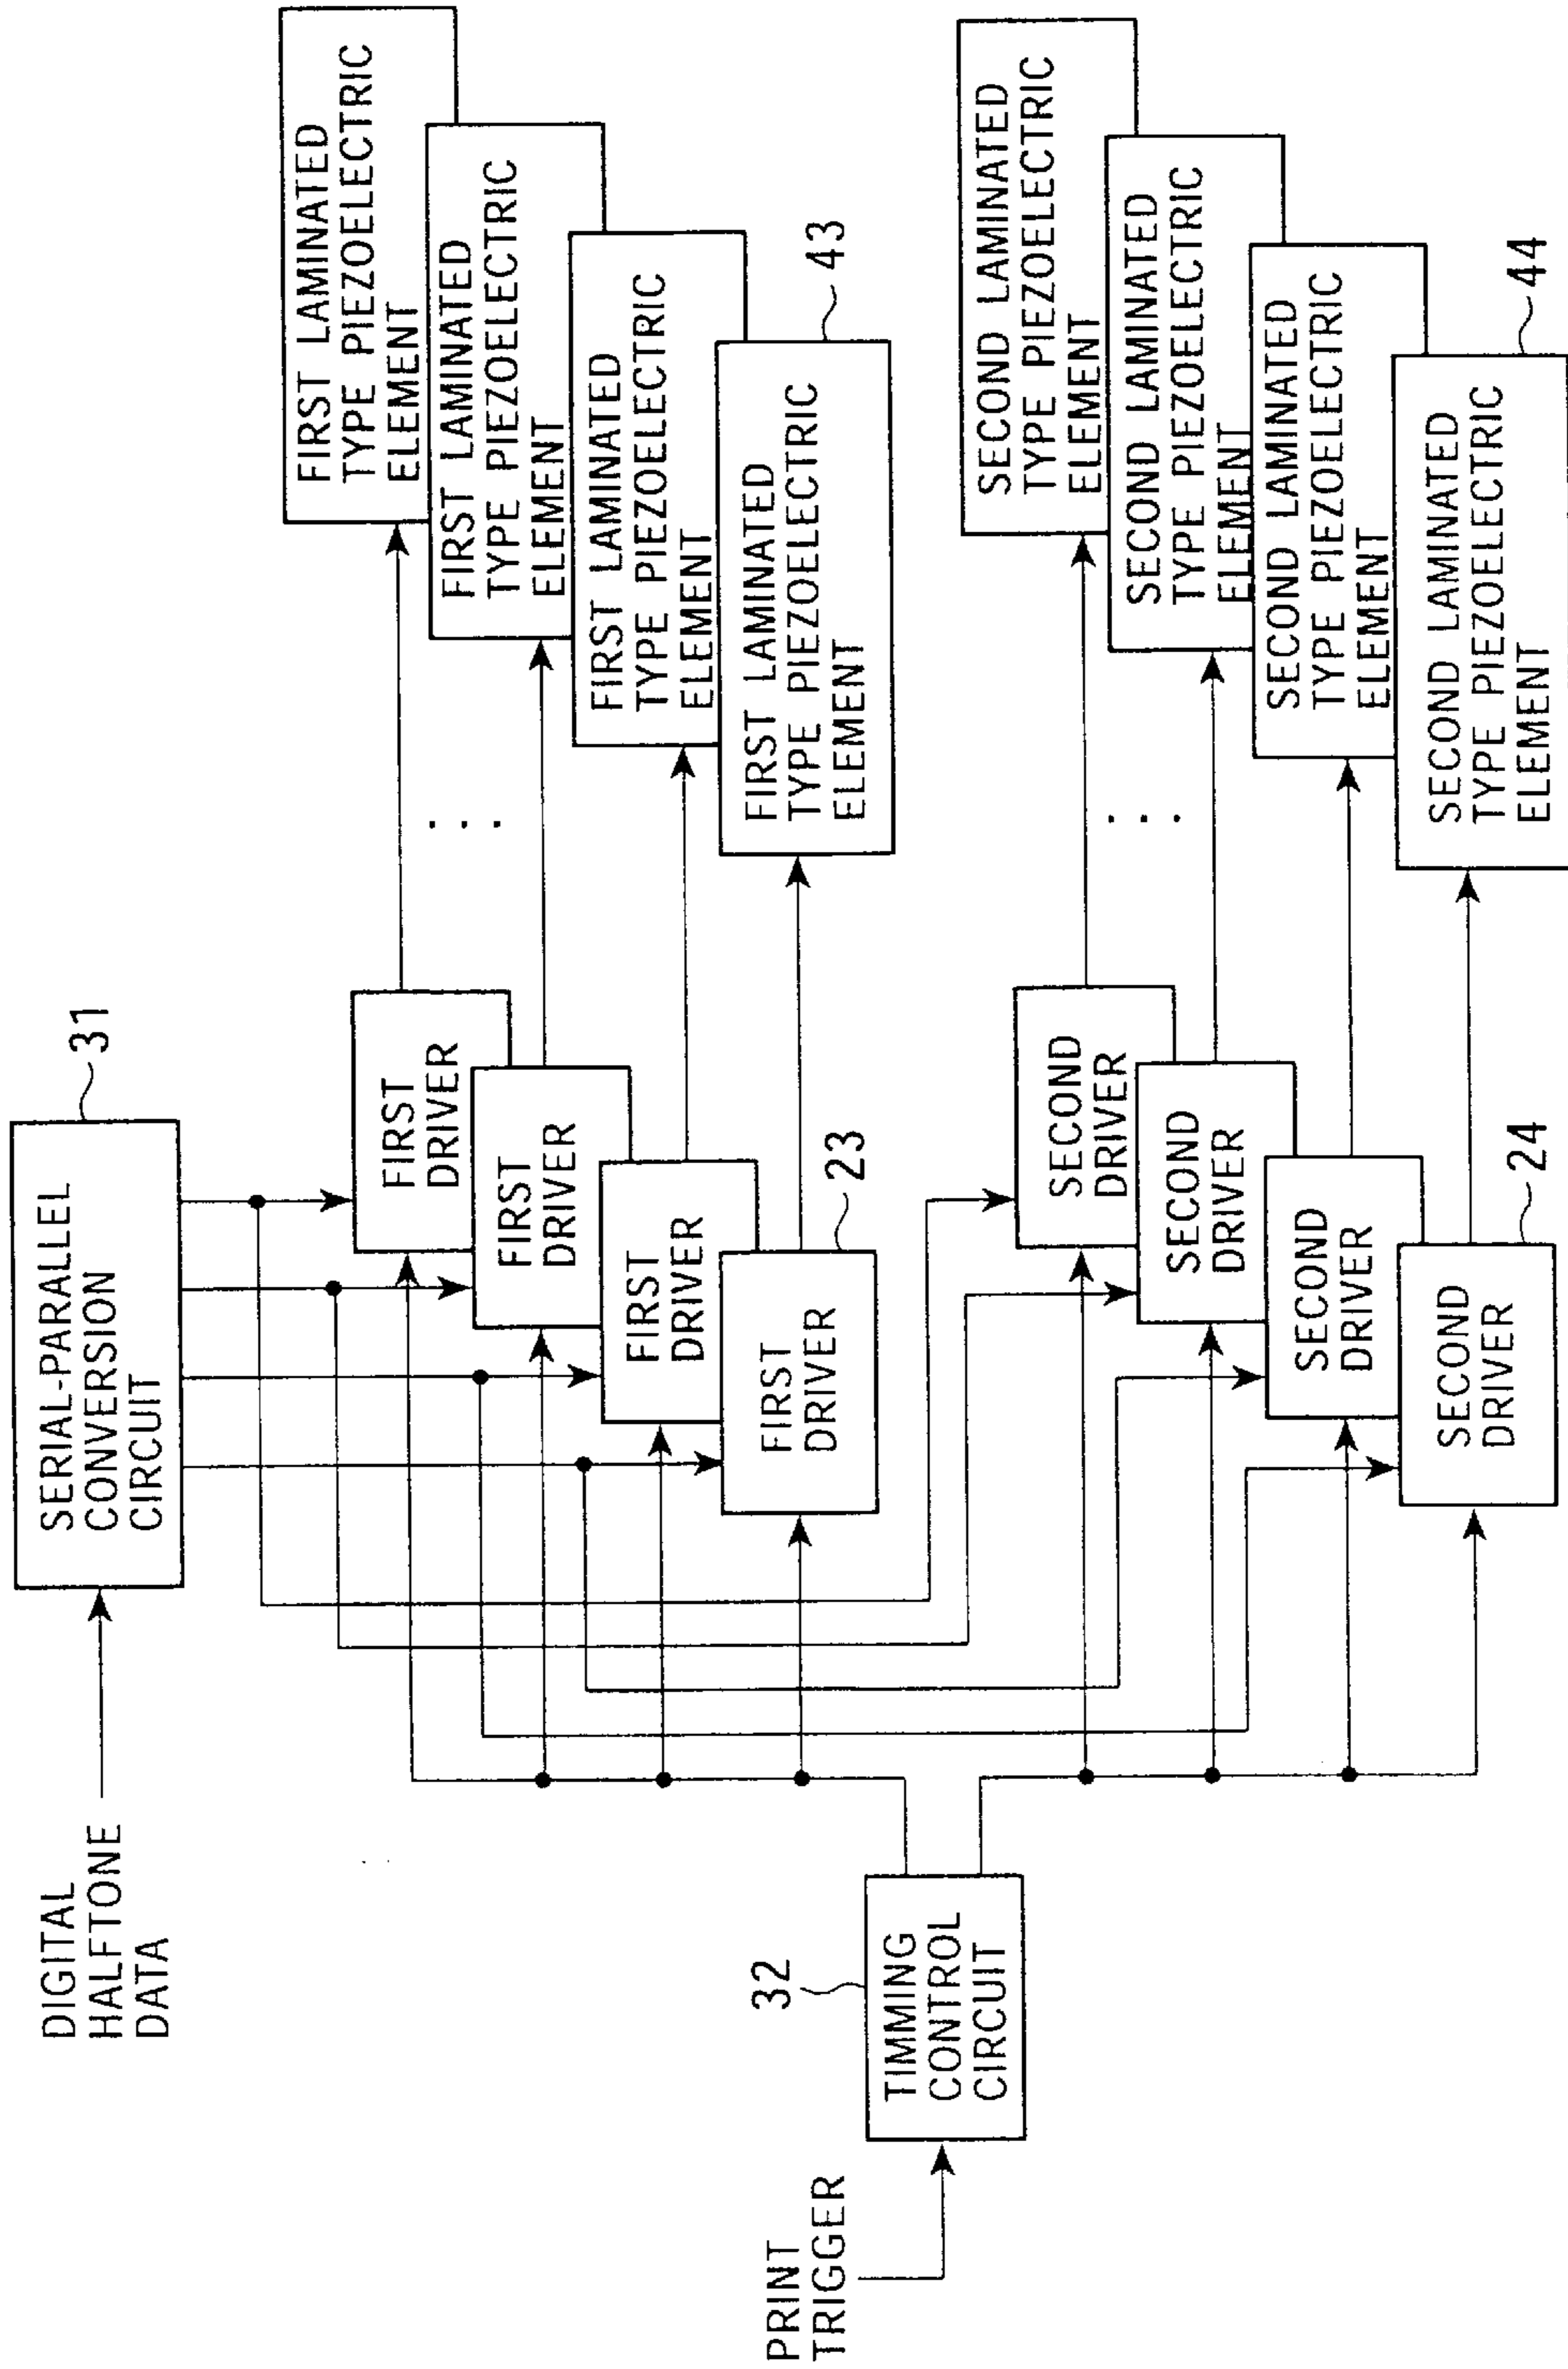 DIGITAL
HALFTONE
DATA
SERIAL-PARALLEL
CONVERSION
CIRCUIT
31
FIRST
DRIVER
FIRST
DRIVER
FIRST
DRIVER
FIRST
DRIVER
23
. . .
FIRST LAMINATED
TYPE PIEZOELECTRIC
ELEMENT
FIRST LAMINATED
TYPE PIEZOELECTRIC
ELEMENT
FIRST LAMINATED
TYPE PIEZOELECTRIC
ELEMENT
FIRST LAMINATED
TYPE PIEZOELECTRIC
ELEMENT
43
PRINT
TRIGGER
32
TIMMING
CONTROL
CIRCUIT
SECOND
DRIVER
SECOND
DRIVER
SECOND
DRIVER
SECOND
DRIVER
24
. . .
SECOND LAMINATED
TYPE PIEZOELECTRIC
ELEMENT
SECOND LAMINATED
TYPE PIEZOELECTRIC
ELEMENT
SECOND LAMINATED
TYPE PIEZOELECTRIC
ELEMENT
SECOND LAMINATED
TYPE PIEZOELECTRIC
ELEMENT
44